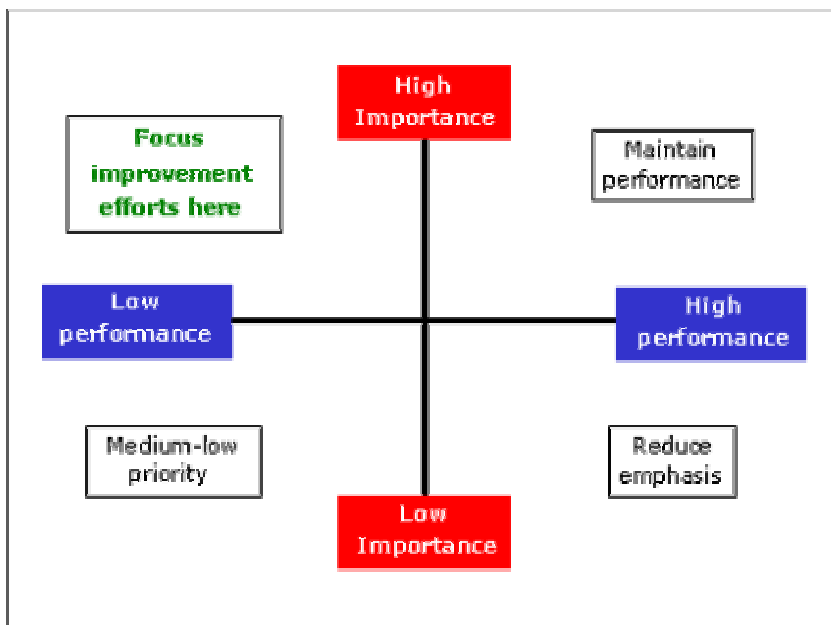 High
Importance
Focus
improvement
efforts here
Maintain
performance
Low
performance
High
performance
Medium-low
priority
Reduce
emphasis
Low
Importance